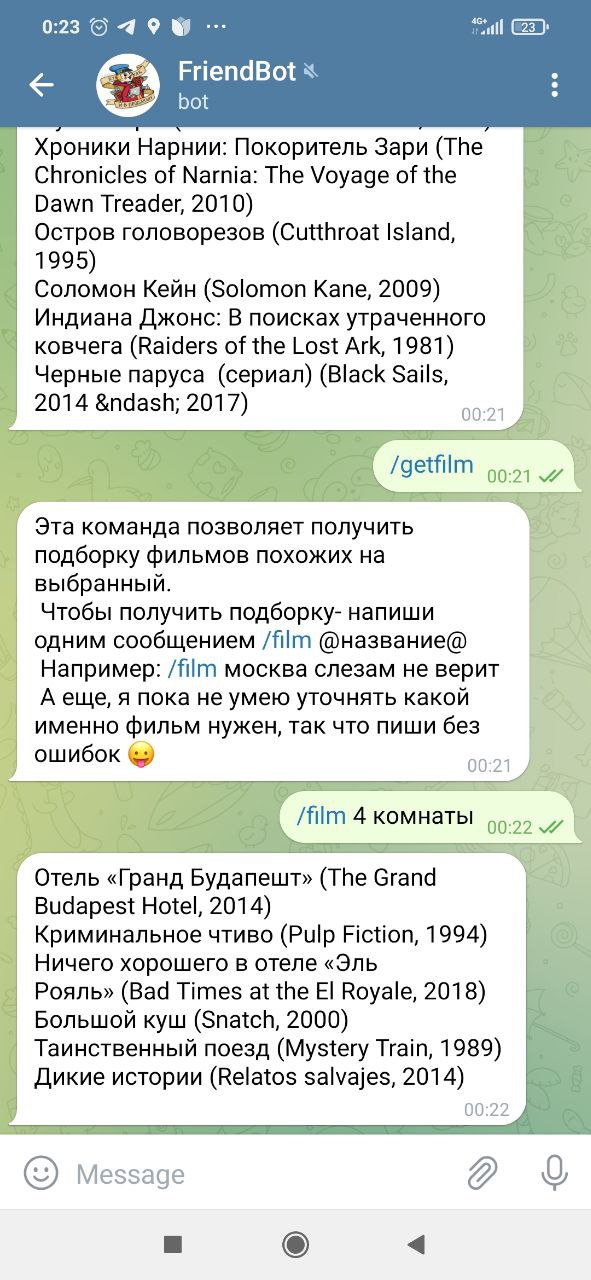 0:23
4G+
23
FriendBot
bot
Хроники Нарнии: Покоритель Зари (The
Chronicles of Narnia: The Voyage of the
Dawn Treader, 2010)
Остров головорезов (Cutthroat Island,
1995)
Соломон Кейн (Solomon Kane, 2009)
Индиана Джонс: В поисках утраченного
ковчега (Raiders of the Lost Ark, 1981)
Черные паруса  (сериал) (Black Sails,
2014 &ndash; 2017)
00:21
/getfilm
00:21
Эта команда позволяет получить
подборку фильмов похожих на
выбранный.
Чтобы получить подборку- напиши
одним сообщением /film @название@
Например: /film москва слезам не верит
А еще, я пока не умею уточнять какой
именно фильм нужен, так что пиши без
ошибок 😛
00:21
/film 4 комнаты
00:22
Отель «Гранд Будапешт» (The Grand
Budapest Hotel, 2014)
Криминальное чтиво (Pulp Fiction, 1994)
Ничего хорошего в отеле «Эль
Рояль» (Bad Times at the El Royale, 2018)
Большой куш (Snatch, 2000)
Таинственный поезд (Mystery Train, 1989)
Дикие истории (Relatos salvajes, 2014)
00:22
Message